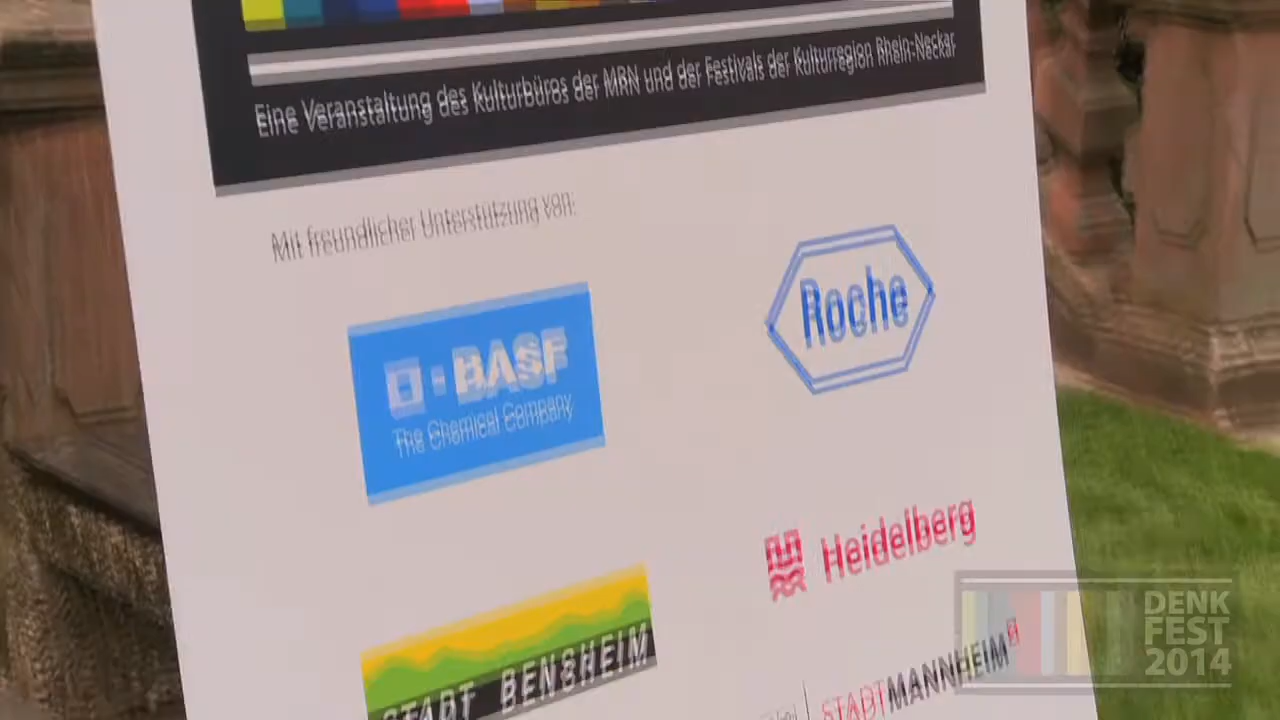 Eine Veranstaltung des Kulturbüros der MRN und der Festivals der Kulturregion Rhein-Neckar
Mit freundlicher Unterstützung von:
BASF
The Chemical Company
Roche
Heidelberg
STADT BENSHEIM
STADTMANNHEIM²
DENK
FEST
2014